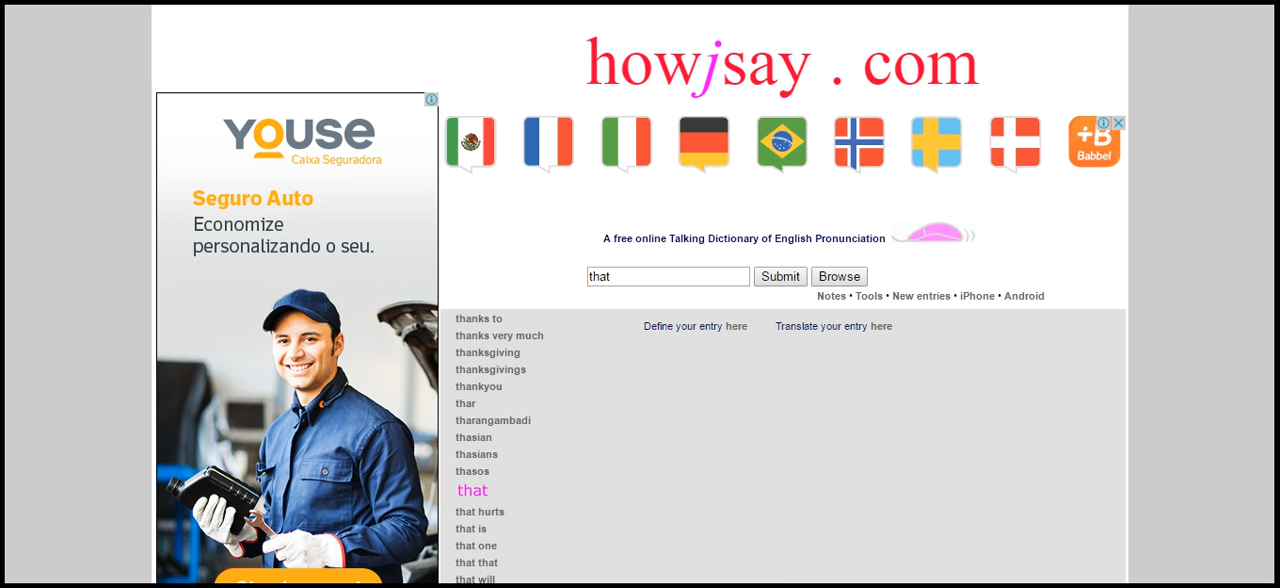 howjsay . com
YOUSE
Caixa Seguradora
Seguro Auto
Economize
personalizando o seu.
+B
Babbel
A free online Talking Dictionary of English Pronunciation
that
Submit
Browse
Notes • Tools • New entries • iPhone • Android
Define your entry here
Translate your entry here
thanks to
thanks very much
thanksgiving
thanksgivings
thankyou
thar
tharangambadi
thasian
thasians
thasos
that
that hurts
that is
that one
that that
that will